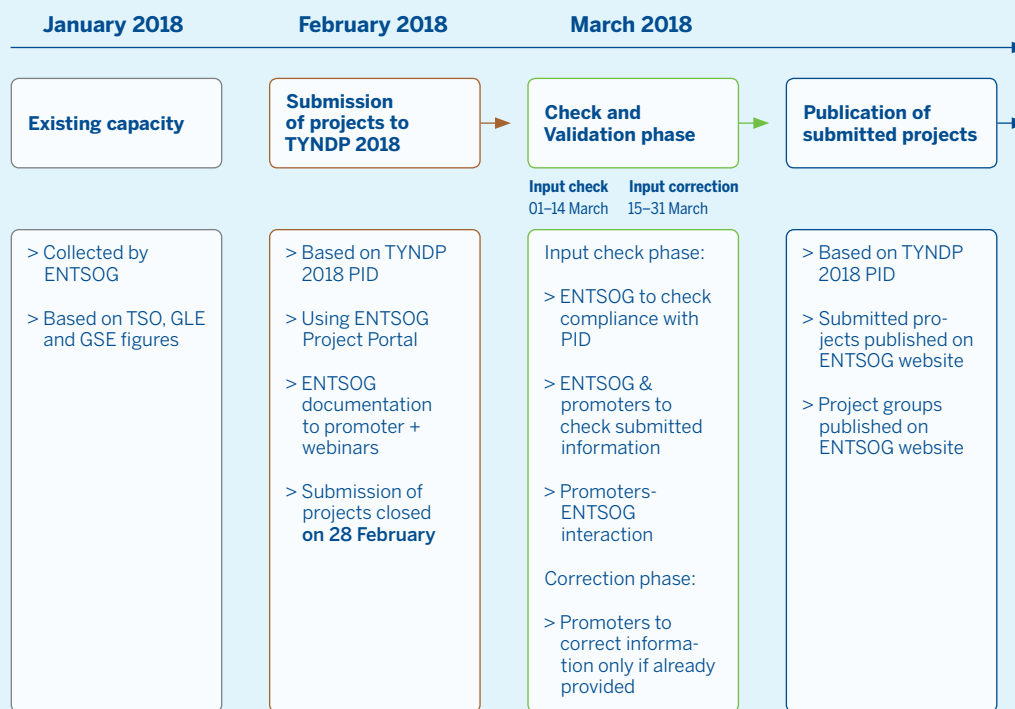 January 2018
February 2018
March 2018
Existing capacity
Submission
of projects to
TYNDP 2018
Check and
Validation phase
Publication of
submitted projects
Input check
01–14 March
Input correction
15–31 March
> Collected by
ENTSOG
> Based on TSO, GLE
and GSE figures
> Based on TYNDP
2018 PID
> Using ENTSOG
Project Portal
> ENTSOG
documentation
to promoter +
webinars
> Submission of
projects closed
on 28 February
Input check phase:
> ENTSOG to check
compliance with
PID
> ENTSOG &
promoters to
check submitted
information
> Promoters-
ENTSOG
interaction
Correction phase:
> Promoters to
correct informa-
tion only if already
provided
> Based on TYNDP
2018 PID
> Submitted pro-
jects published on
ENTSOG website
> Project groups
published on
ENTSOG website